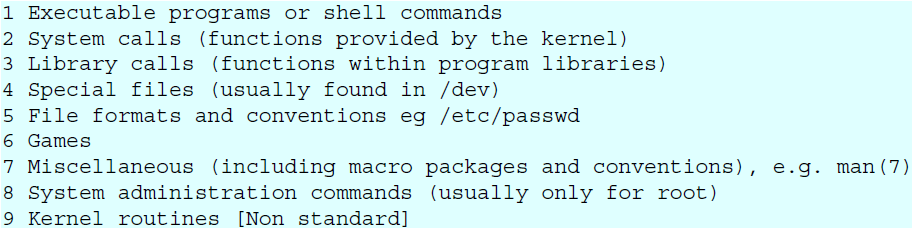 1 Executable programs or shell commands
2 System calls (functions provided by the kernel)
3 Library calls (functions within program libraries)
4 Special files (usually found in /dev)
5 File formats and conventions eg /etc/passwd
6 Games
7 Miscellaneous (including macro packages and conventions), e.g. man(7)
8 System administration commands (usually only for root)
9 Kernel routines [Non standard]